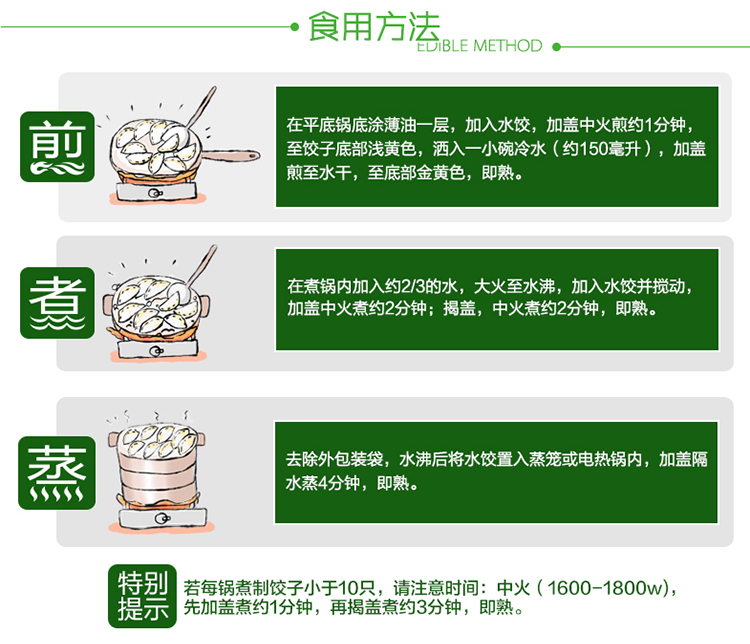 食用方法
EDIBLE METHOD
煎
在平底锅底涂薄油一层，加入水饺，加盖中火煎约1分钟，
至饺子底部浅黄色，洒入一小碗冷水（约150毫升），加盖
煎至水干，至底部金黄色，即熟。
煮
在煮锅内加入约2/3的水，大火至水沸，加入水饺并搅动，
加盖中火煮约2分钟；揭盖，中火煮约2分钟，即熟。
蒸
去除外包装袋，水沸后将水饺置入蒸笼或电热锅内，加盖隔
水蒸4分钟，即熟。
特别
提示
若每锅煮制饺子小于10只，请注意时间：中火（1600-1800w），
先加盖煮约1分钟，再揭盖煮约3分钟，即熟。